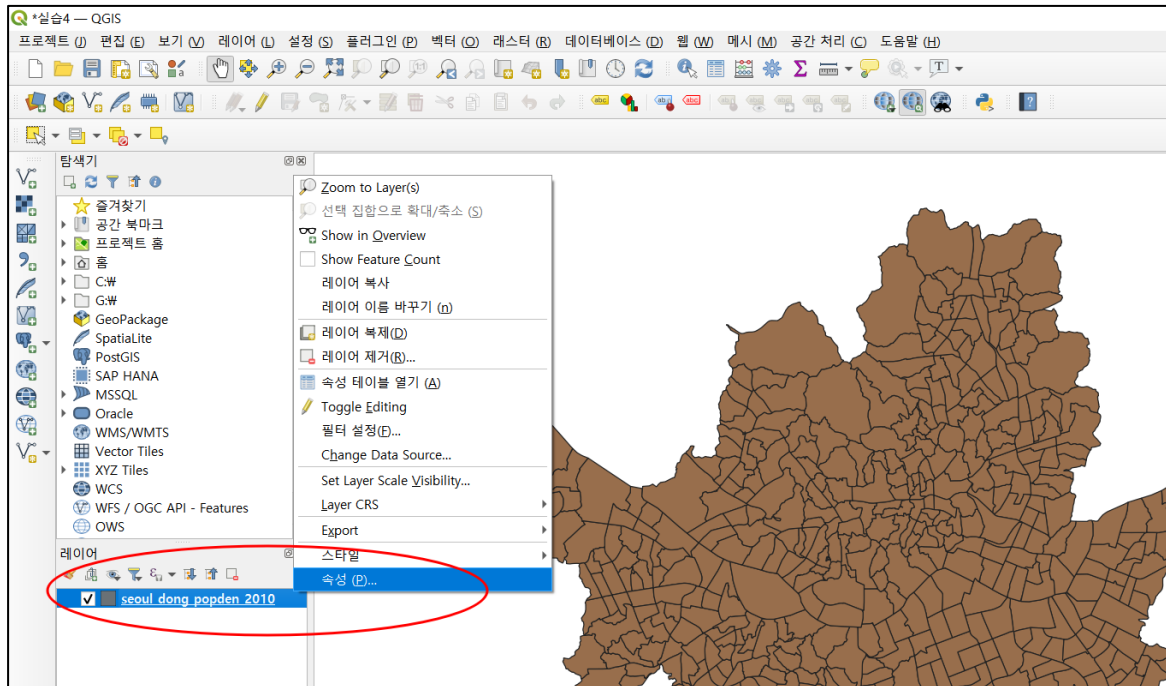 *실습4 — QGIS
프로젝트 (J) 편집 (E) 보기 (V) 레이어 (L) 설정 (S) 플러그인 (P) 벡터 (O) 래스터 (R) 데이터베이스 (D) 웹 (W) 메시 (M) 공간 처리 (C) 도움말 (H)
탐색기
즐겨찾기
공간 북마크
프로젝트 홈
홈
C:₩
G:₩
GeoPackage
SpatiaLite
PostGIS
SAP HANA
MSSQL
Oracle
WMS/WMTS
Vector Tiles
XYZ Tiles
WCS
WFS / OGC API - Features
OWS
레이어
seoul dong popden 2010
Zoom to Layer(s)
선택 집합으로 확대/축소 (S)
Show in Overview
Show Feature Count
레이어 복사
레이어 이름 바꾸기 (n)
레이어 복제(D)
레이어 제거(R)...
속성 테이블 열기 (A)
Toggle Editing
필터 설정(F)...
Change Data Source...
Set Layer Scale Visibility...
Layer CRS
Export
스타일
속성 (P)...